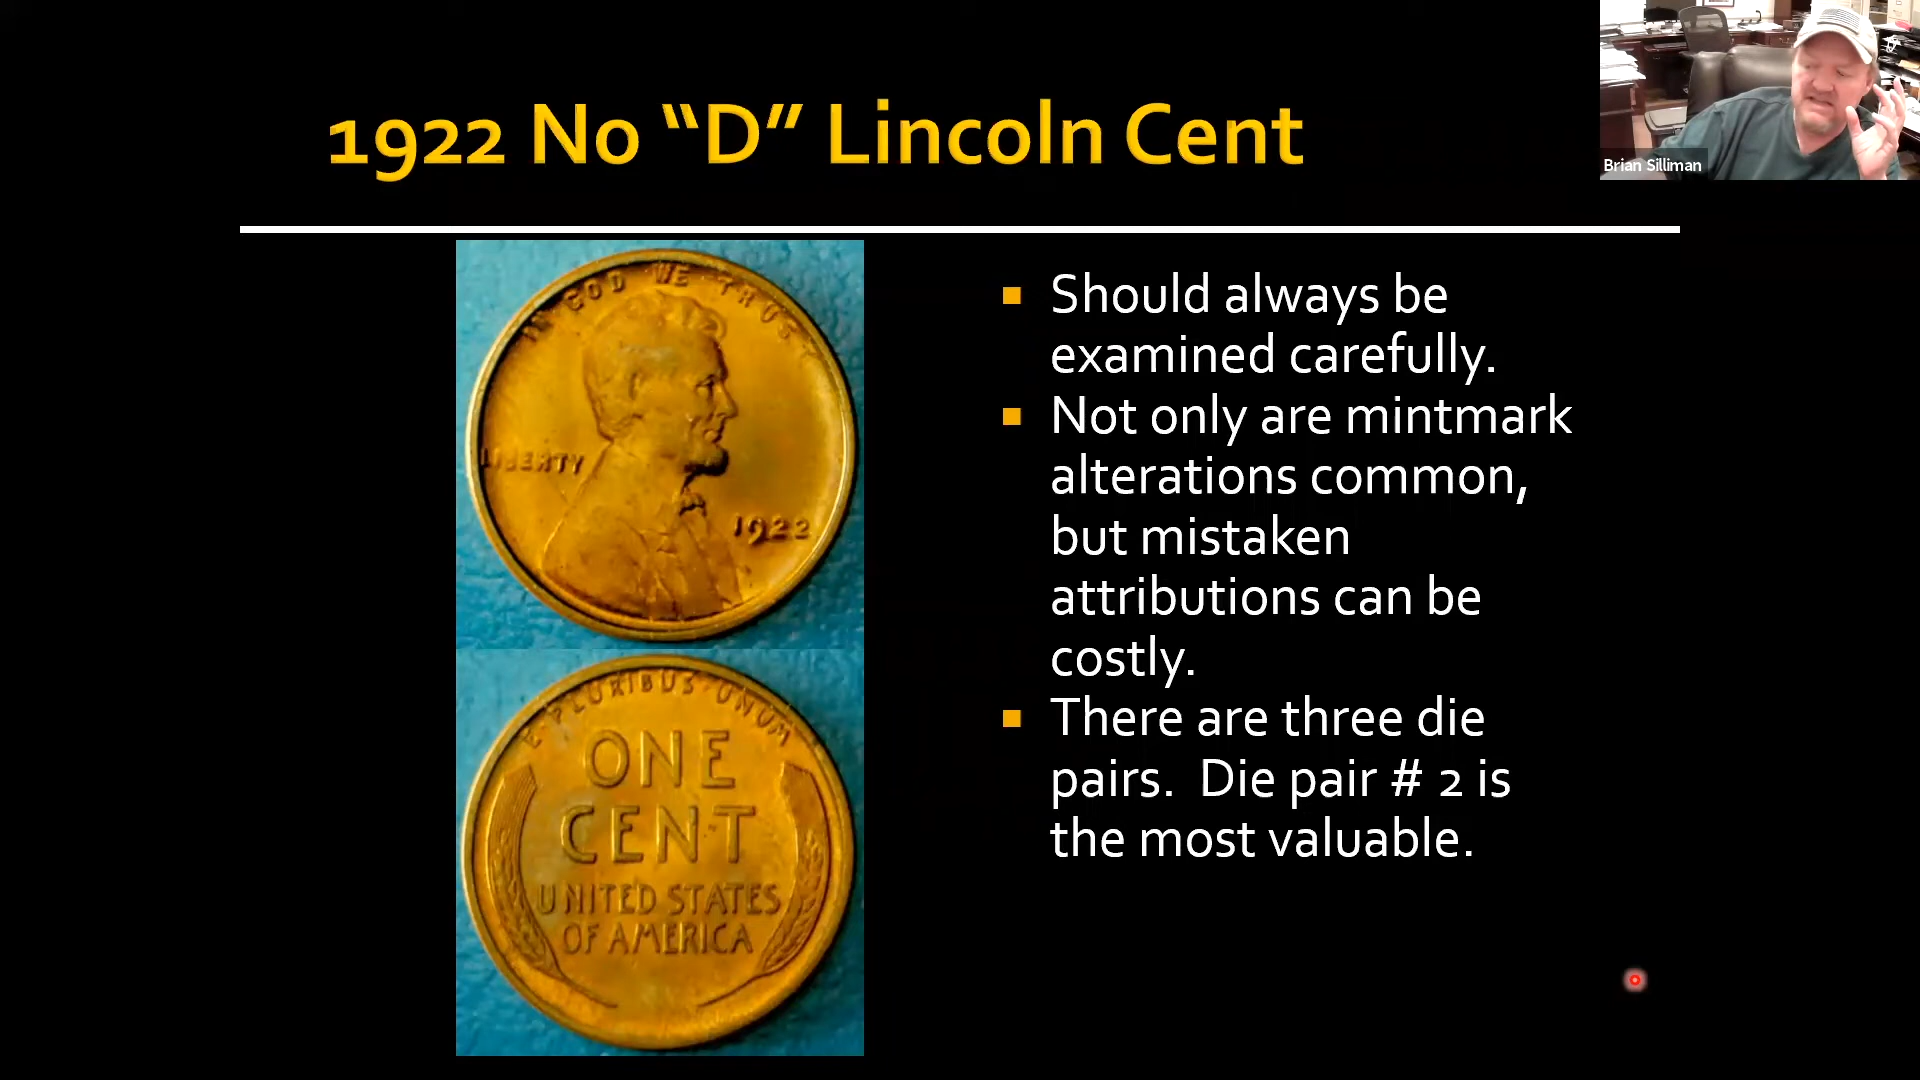 1922 No “D” Lincoln Cent
Brian Silliman
IN GOD WE TRUST
LIBERTY
1922
E·PLURIBUS·UNUM
ONE
CENT
UNITED STATES
OF AMERICA
Should always be
examined carefully.
Not only are mintmark
alterations common,
but mistaken
attributions can be
costly.
There are three die
pairs. Die pair # 2 is
the most valuable.